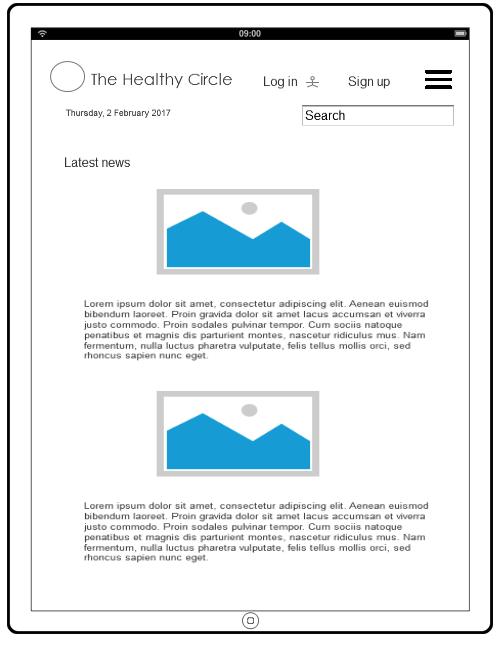 09:00
The Healthy Circle
Log in
Sign up
Thursday, 2 February 2017
Search
Latest news
Lorem ipsum dolor sit amet, consectetur adipiscing elit. Aenean euismod
bibendum laoreet. Proin gravida dolor sit amet lacus accumsan et viverra
justo commodo. Proin sodales pulvinar tempor. Cum sociis natoque
penatibus et magnis dis parturient montes, nascetur ridiculus mus. Nam
fermentum, nulla luctus pharetra vulputate, felis tellus mollis orci, sed
rhoncus sapien nunc eget.
Lorem ipsum dolor sit amet, consectetur adipiscing elit. Aenean euismod
bibendum laoreet. Proin gravida dolor sit amet lacus accumsan et viverra
justo commodo. Proin sodales pulvinar tempor. Cum sociis natoque
penatibus et magnis dis parturient montes, nascetur ridiculus mus. Nam
fermentum, nulla luctus pharetra vulputate, felis tellus mollis orci, sed
rhoncus sapien nunc eget.